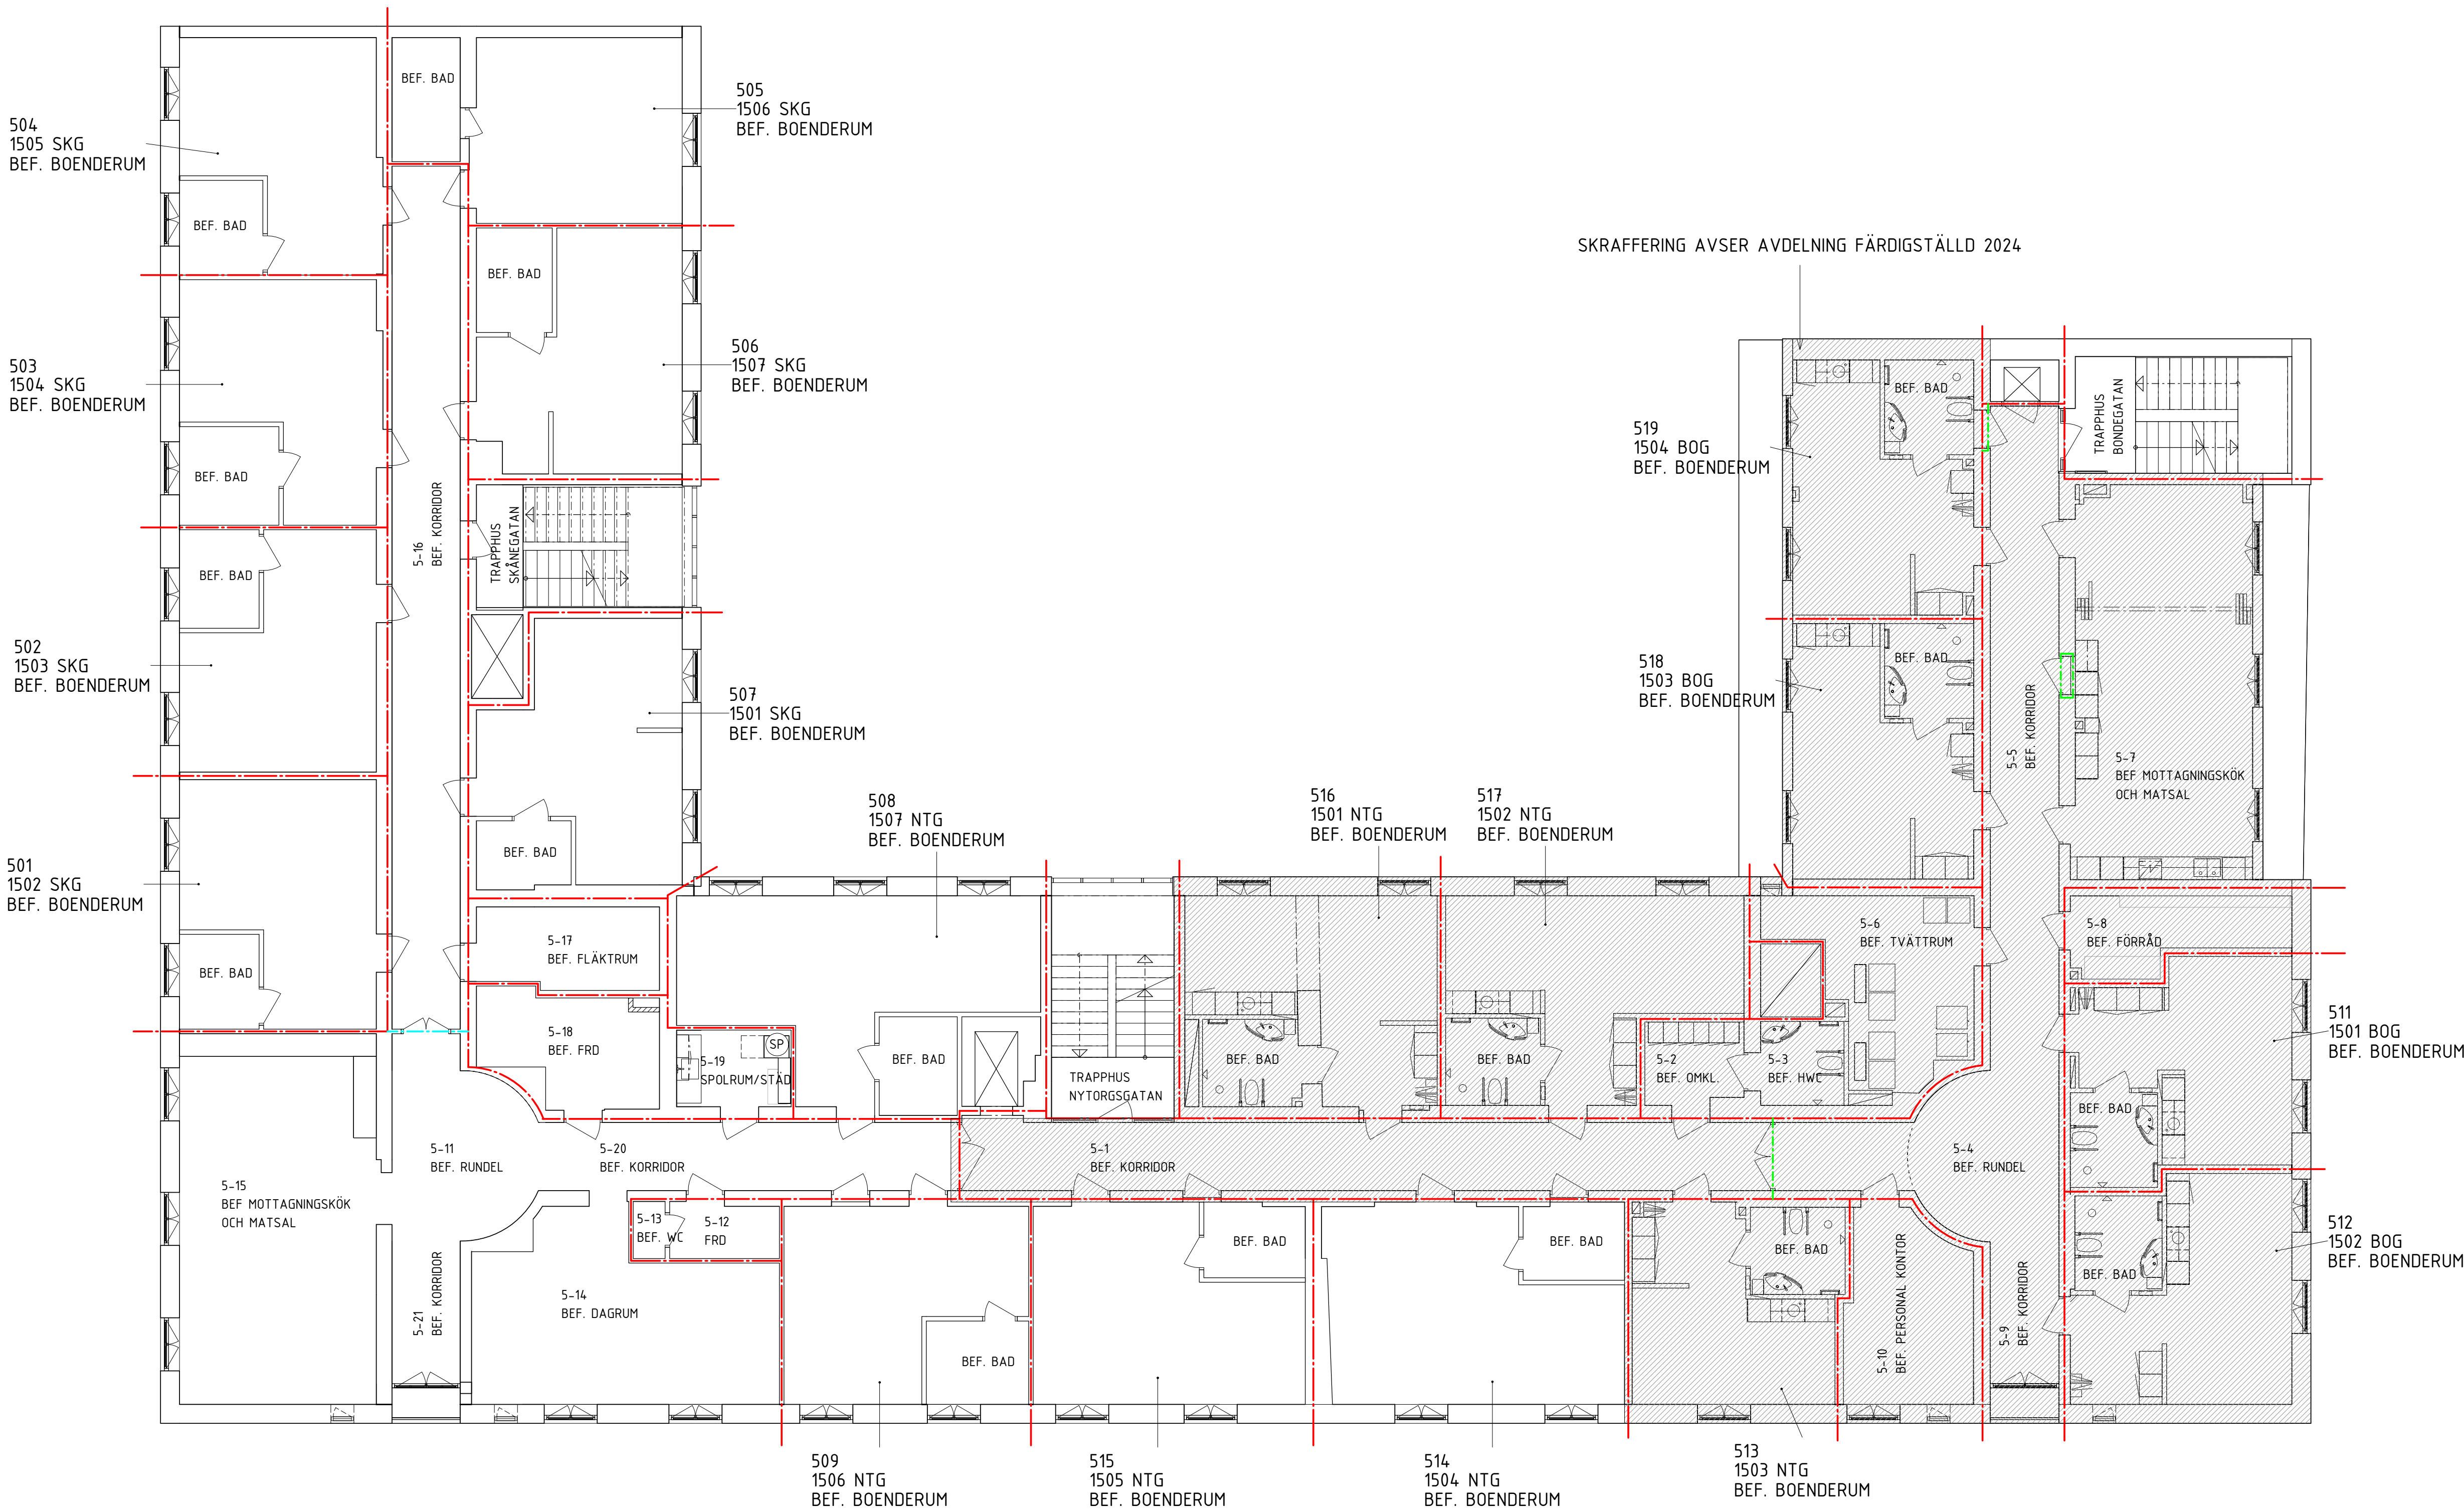 BEF. BAD
505
1506 SKG
BEF. BOENDERUM
504
1505 SKG
BEF. BOENDERUM
BEF. BAD
BEF. BAD
506
1507 SKG
BEF. BOENDERUM
503
1504 SKG
BEF. BOENDERUM
BEF. BAD
5-16
BEF. KORRIDOR
TRAPPHUS
SKÅNEGATAN
BEF. BAD
502
1503 SKG
BEF. BOENDERUM
507
1501 SKG
BEF. BOENDERUM
BEF. BAD
501
1502 SKG
BEF. BOENDERUM
BEF. BAD
5-17
BEF. FLÄKTRUM
5-18
BEF. FRD
5-19
SPOLRUM/STÄD
SP
508
1507 NTG
BEF. BOENDERUM
BEF. BAD
TRAPPHUS
NYTORGSGATAN
516
1501 NTG
BEF. BOENDERUM
517
1502 NTG
BEF. BOENDERUM
BEF. BAD
BEF. BAD
5-2
BEF. OMKL.
5-3
BEF. HWC
5-6
BEF. TVÄTTRUM
SKRAFFERING AVSER AVDELNING FÄRDIGSTÄLLD 2024
BEF. BAD
TRAPPHUS
BONDEGATAN
519
1504 BOG
BEF. BOENDERUM
518
1503 BOG
BEF. BOENDERUM
BEF. BAD
5-5
BEF. KORRIDOR
5-7
BEF MOTTAGNINGSKÖK
OCH MATSAL
5-8
BEF. FÖRRÅD
511
1501 BOG
BEF. BOENDERUM
BEF. BAD
5-11
BEF. RUNDEL
5-20
BEF. KORRIDOR
5-1
BEF. KORRIDOR
5-4
BEF. RUNDEL
5-15
BEF MOTTAGNINGSKÖK
OCH MATSAL
5-13
BEF. WC
5-12
FRD
5-21
BEF. KORRIDOR
5-14
BEF. DAGRUM
BEF. BAD
BEF. BAD
BEF. BAD
BEF. BAD
5-10
BEF. PERSONAL KONTOR
5-9
BEF. KORRIDOR
BEF. BAD
512
1502 BOG
BEF. BOENDERUM
509
1506 NTG
BEF. BOENDERUM
515
1505 NTG
BEF. BOENDERUM
514
1504 NTG
BEF. BOENDERUM
513
1503 NTG
BEF. BOENDERUM